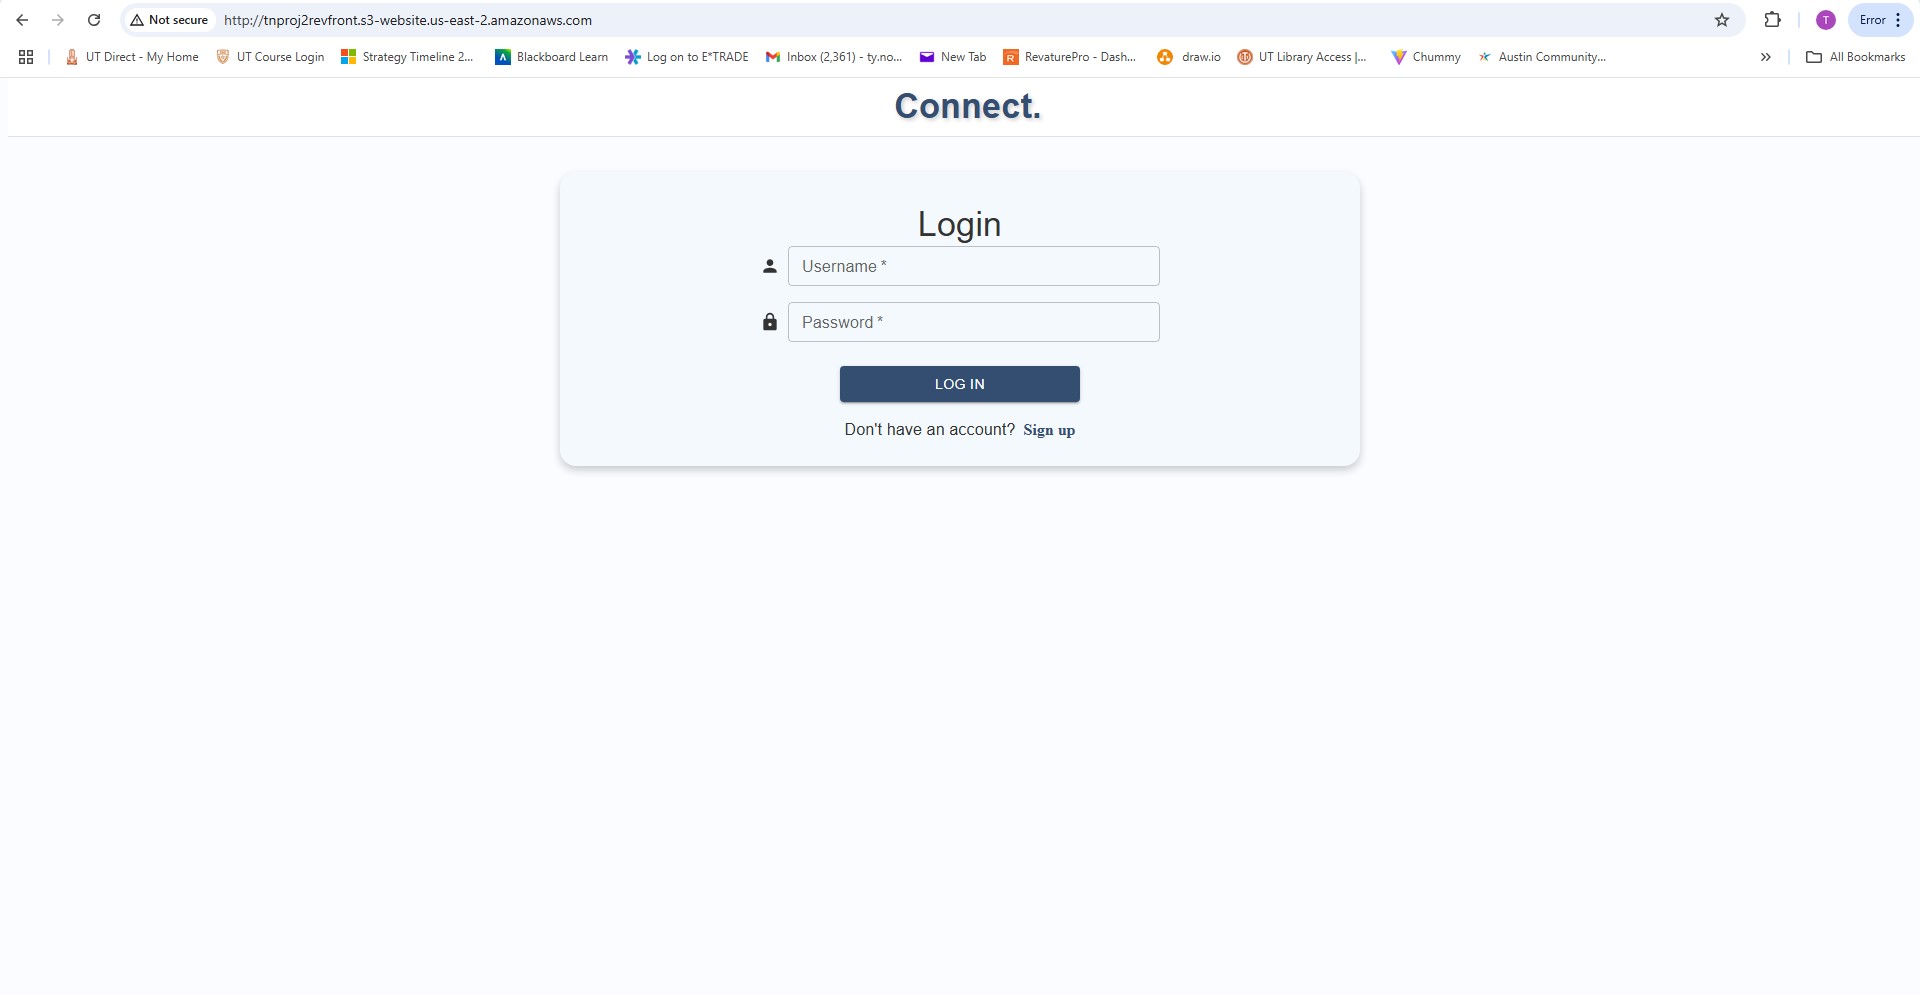 Not secure http://tnproj2revfront.s3-website.us-east-2.amazonaws.com T Error
UT Direct - My Home UT Course Login Strategy Timeline 2... Blackboard Learn Log on to E*TRADE Inbox (2,361) - ty.no... New Tab R RevaturePro - Dash... draw.io UT Library Access |... Chummy Austin Community... » All Bookmarks
Connect.
Login
Username *
Password *
LOG IN
Don't have an account? Sign up